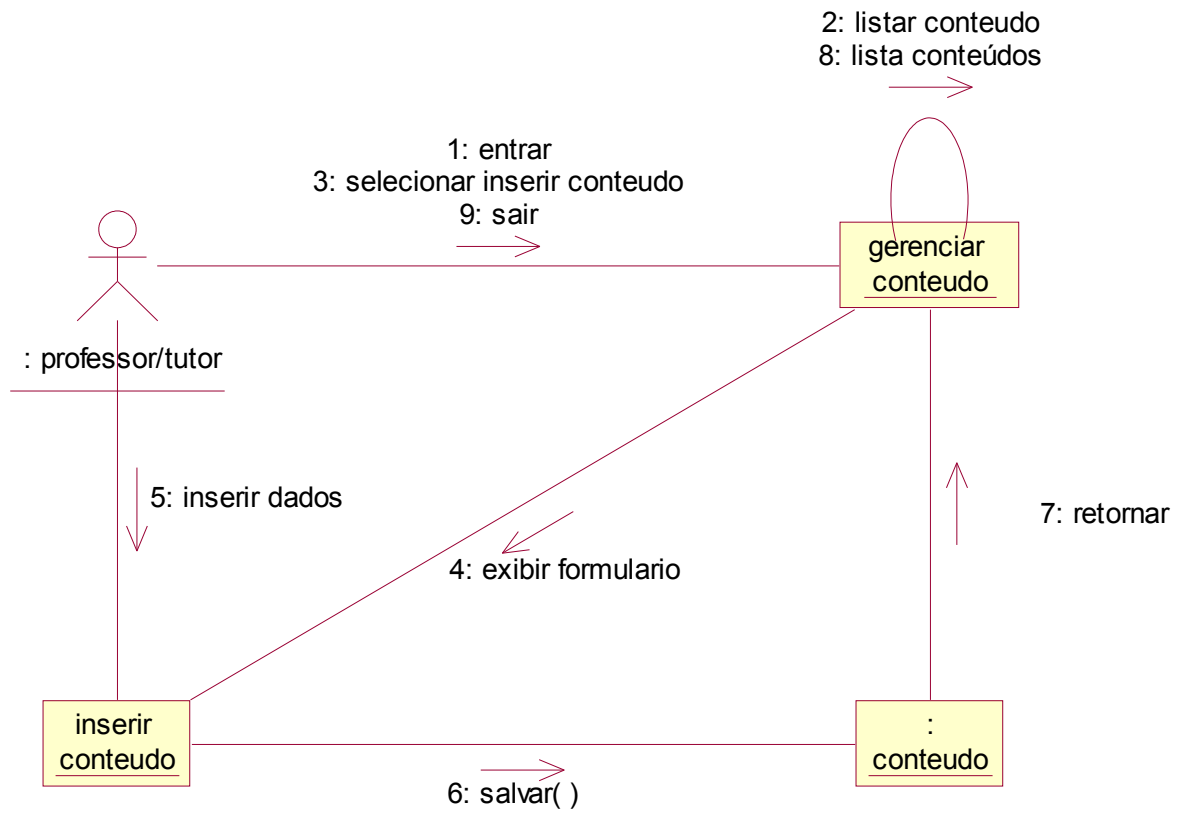 2: listar conteudo
8: lista conteúdos
1: entrar
3: selecionar inserir conteudo
9: sair
gerenciar
conteudo
: professor/tutor
5: inserir dados
7: retornar
4: exibir formulario
inserir
conteudo
:
conteudo
6: salvar( )